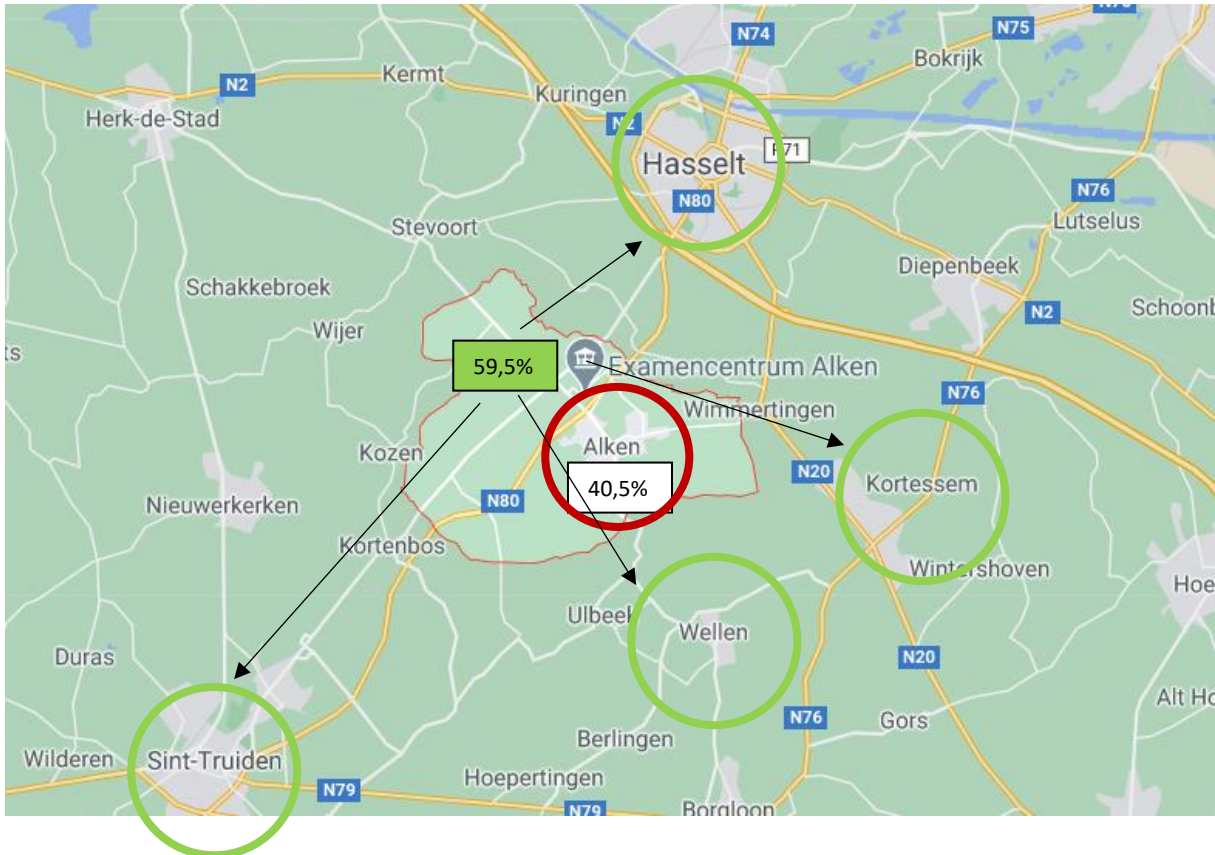 N74
N75
Bokrijk
Kermt
N2
Kuringen
Herk-de-Stad
N2
Hasselt
N76
N80
Lutselus
Stevoort
Diepenbeek
Schakkebroek
N2
Wijer
59,5%
Examencentrum Alken
N76
Wimmertingen
Kozen
Alken
N20
Kortessem
40,5%
Nieuwerkerken
N80
Kortenbos
Wintershoven
Hoe
Ulbeek
Wellen
Duras
N20
Alt Ho
N76
Gors
Berlingen
Wilderen
Sint-Truiden
Hoepertingen
N79
N79
Borgloon